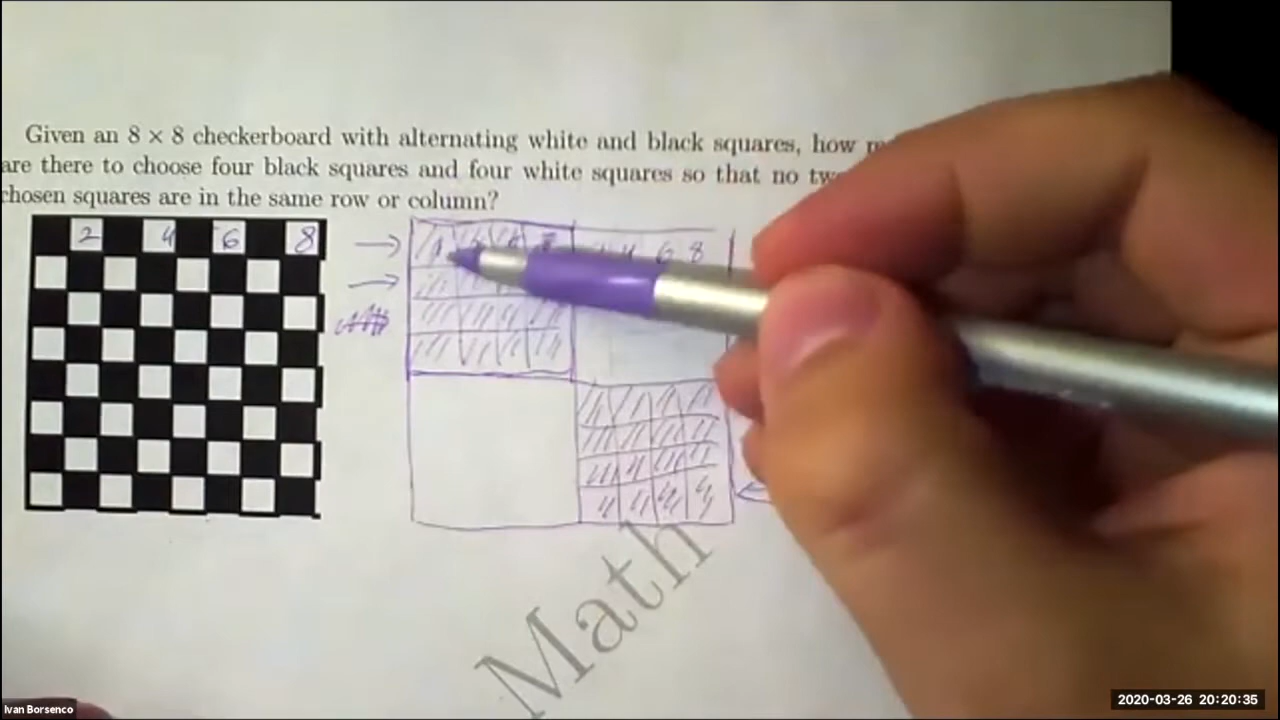 Given an 8 × 8 checkerboard with alternating white and black squares, how
are there to choose four black squares and four white squares so that no
chosen squares are in the same row or column?
2 4 6 8
6 8
Math
Ivan Borsenco
2020-03-26 20:20:35